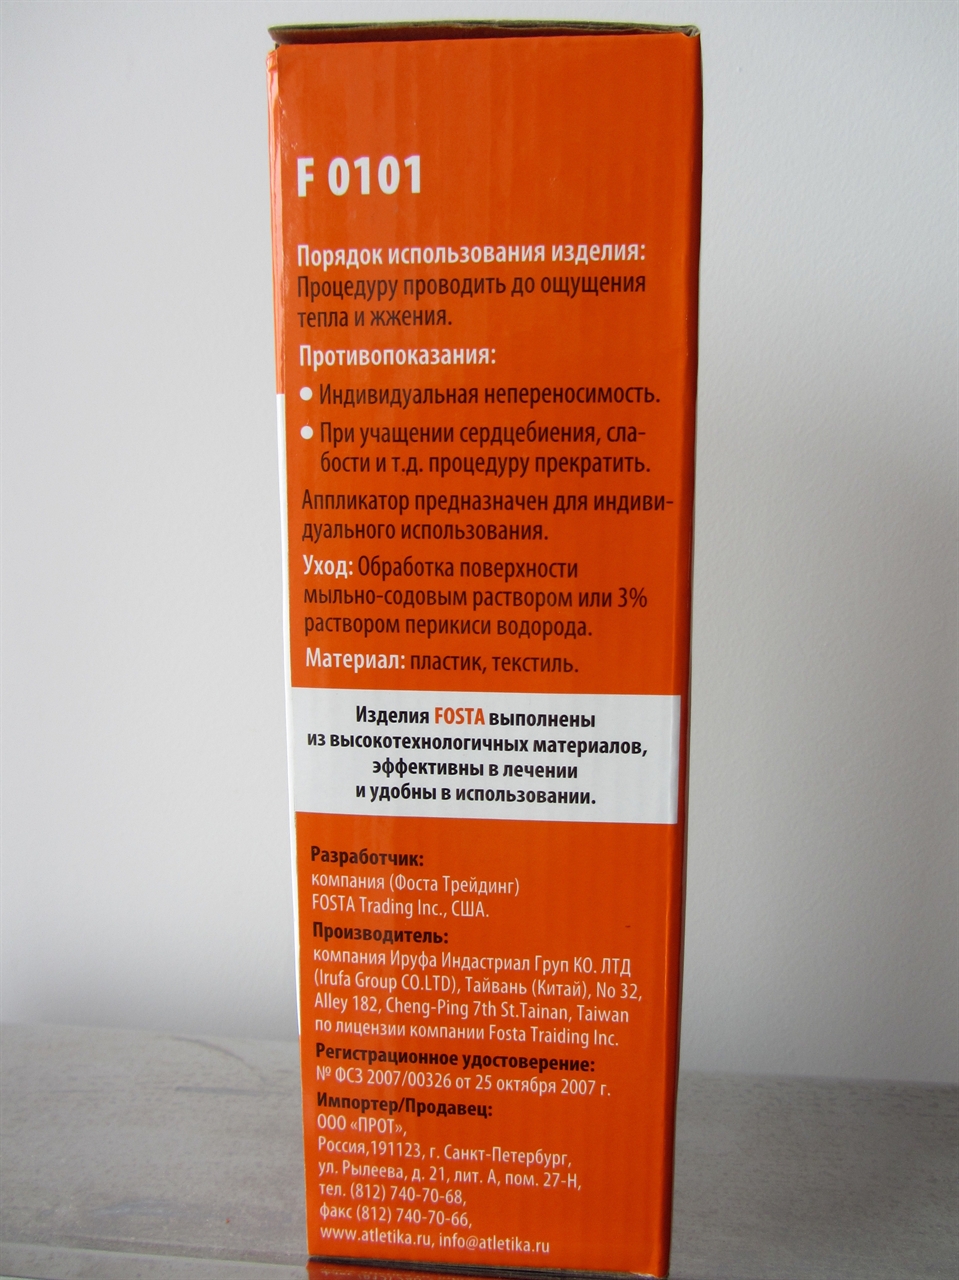 F 0101
Порядок использования изделия:
Процедуру проводить до ощущения
тепла и жжения.
Противопоказания:
• Индивидуальная непереносимость.
• При учащении сердцебиения, сла-
бости и т.д. процедуру прекратить.
Аппликатор предназначен для индиви-
дуального использования.
Уход: Обработка поверхности
мыльно-содовым раствором или 3%
раствором перикиси водорода.
Материал: пластик, текстиль.
Изделия FOSTA выполнены
из высокотехнологичных материалов,
эффективны в лечении
и удобны в использовании.
Разработчик:
компания (Фоста Трейдинг)
FOSTA Trading Inc., США.
Производитель:
компания Ируфа Индастриал Груп КО. ЛТД
(Irufa Group CO.LTD), Тайвань (Китай), No 32,
Alley 182, Cheng-Ping 7th St.Tainan, Taiwan
по лицензии компании Fosta Traiding Inc.
Регистрационное удостоверение:
№ ФСЗ 2007/00326 от 25 октября 2007 г.
Импортер/Продавец:
ООО «ПРОТ»,
Россия,191123, г. Санкт-Петербург,
ул. Рылеева, д. 21, лит. А, пом. 27-Н,
тел. (812) 740-70-68,
факс (812) 740-70-66,
www.atletika.ru, info@atletika.ru